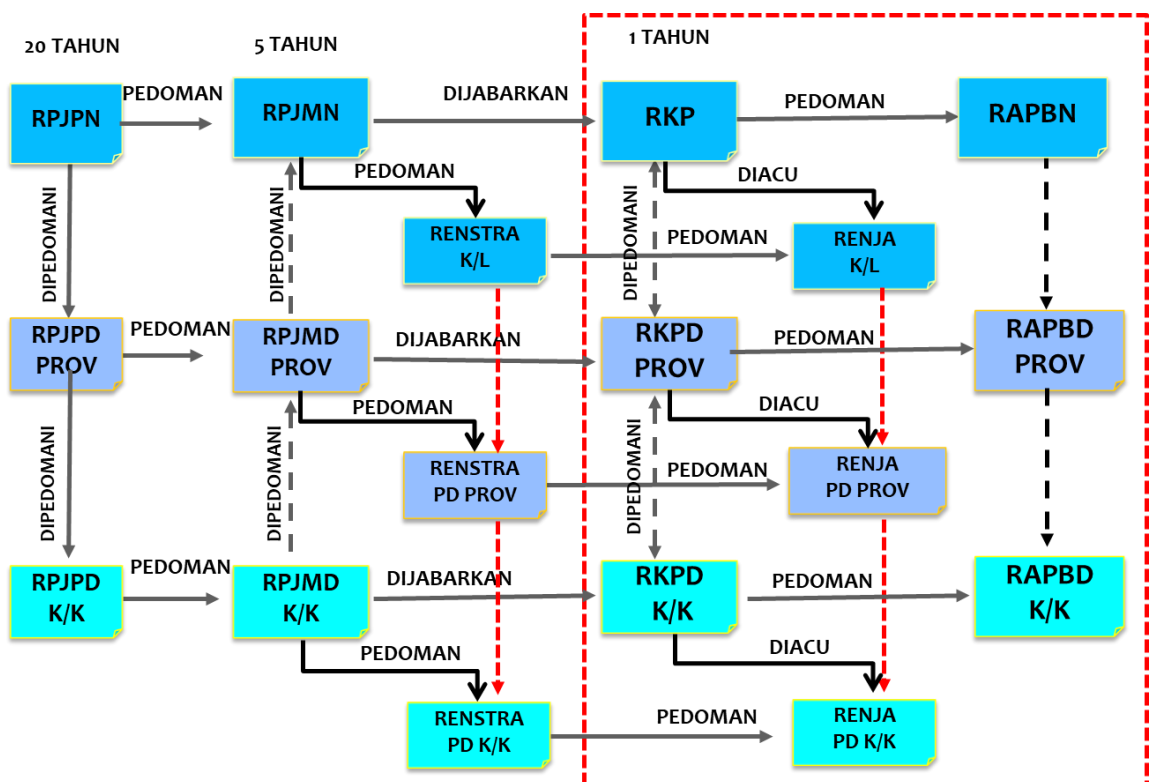 20 TAHUN
5 TAHUN
1 TAHUN
RPJPN
PEDOMAN
RPJMN
DIJABARKAN
RKP
PEDOMAN
RAPBN
DIPEDOMANI
DIPEDOMANI
PEDOMAN
RENSTRA
K/L
PEDOMAN
DIPEDOMANI
DIACU
RENJA
K/L
RPJPD
PROV
PEDOMAN
RPJMD
PROV
DIJABARKAN
RKPD
PROV
PEDOMAN
RAPBD
PROV
DIPEDOMANI
DIPEDOMANI
PEDOMAN
RENSTRA
PD PROV
PEDOMAN
DIPEDOMANI
DIACU
RENJA
PD PROV
RPJPD
K/K
PEDOMAN
RPJMD
K/K
DIJABARKAN
RKPD
K/K
PEDOMAN
RAPBD
K/K
PEDOMAN
RENSTRA
PD K/K
PEDOMAN
DIACU
RENJA
PD K/K